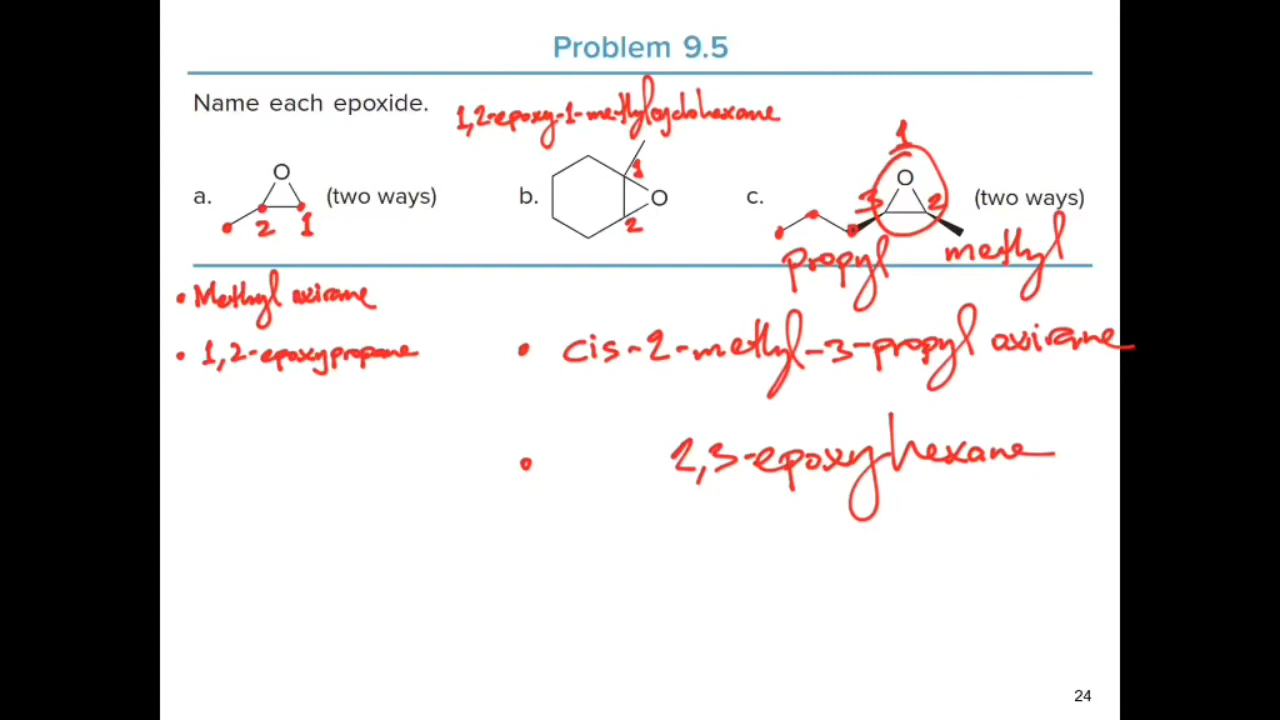 Problem 9.5
Name each epoxide.
1,2-epoxy-1-methylcyclohexane
a. O (two ways) 2 1
b. 1 O 2
c. 1 O 3 2 (two ways)
propyl methyl
• Methyl oxirane
• 1,2-epoxypropane
• cis-2-methyl-3-propyl oxirane
• 2,3-epoxyhexane
24